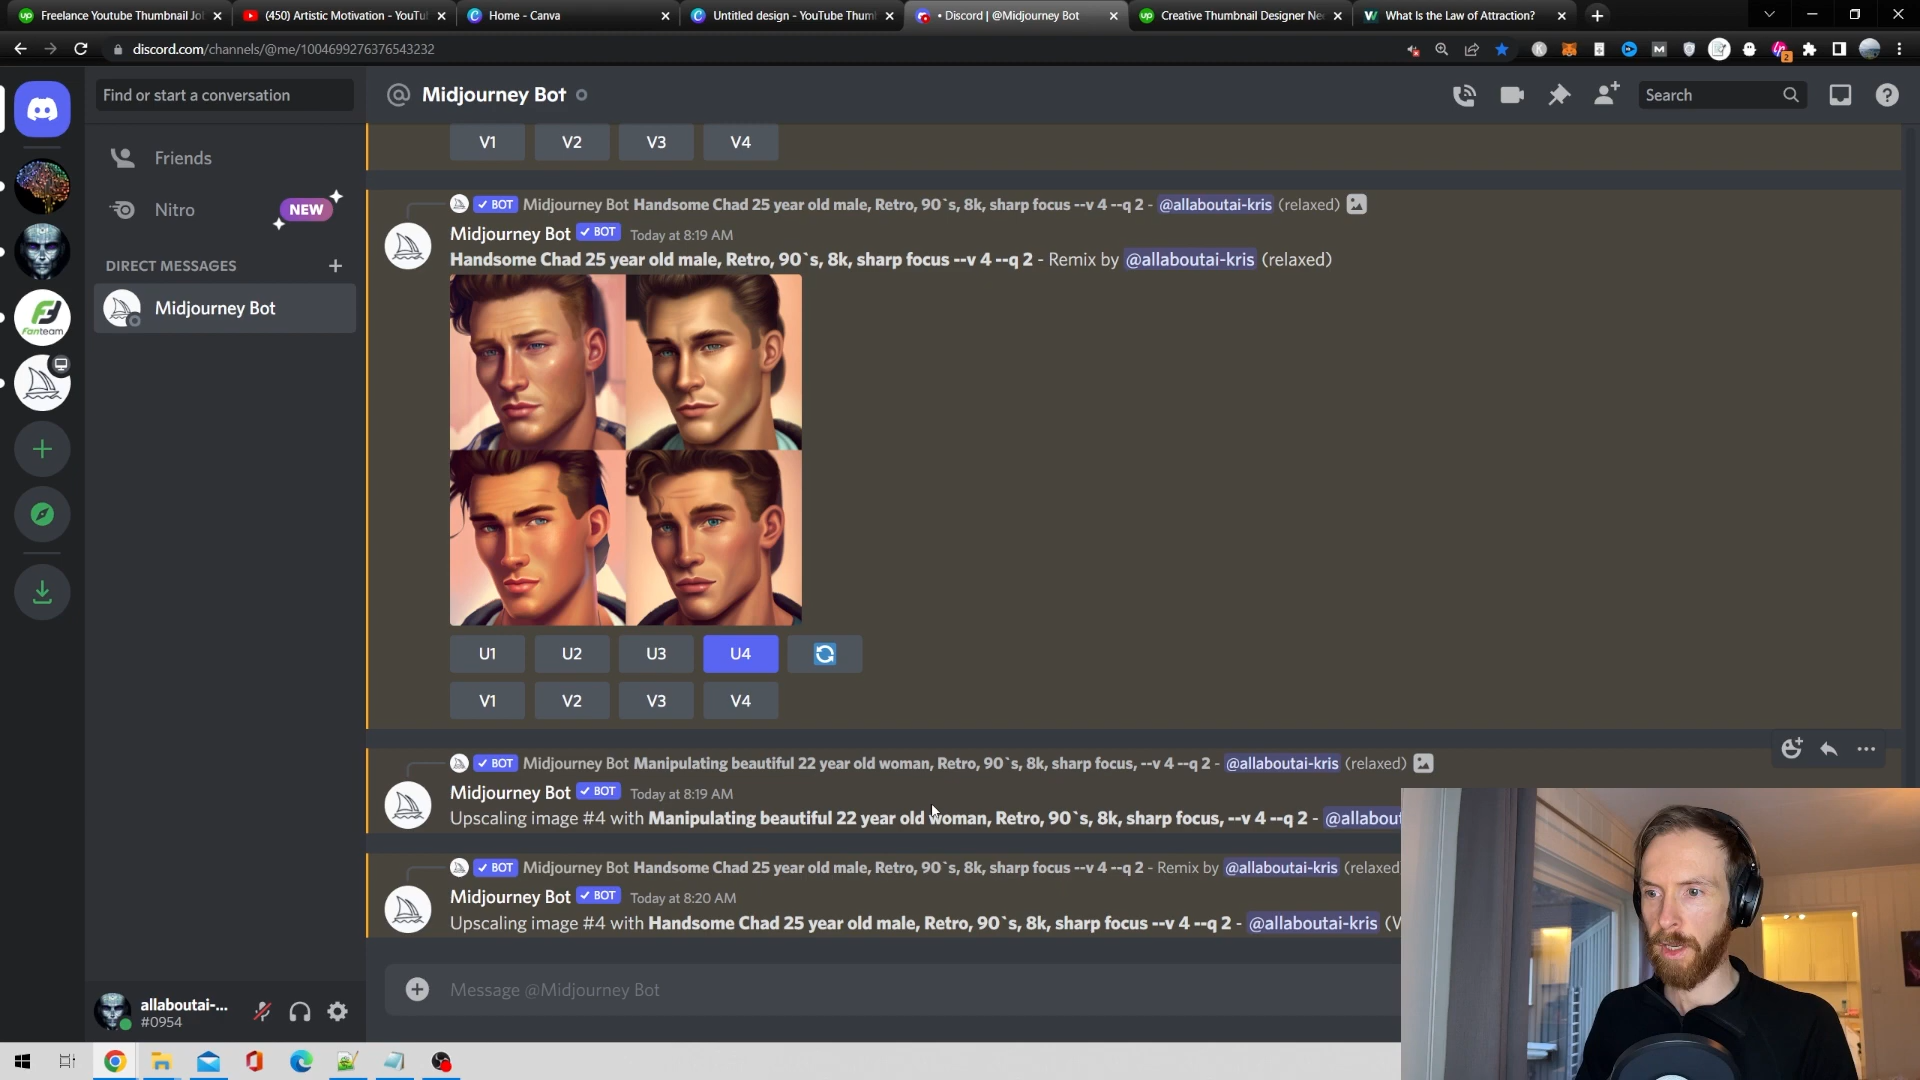 Freelance Youtube Thumbnail Jo
(450) Artistic Motivation - YouTu
Home - Canva
Untitled design - YouTube Thum
• Discord | @Midjourney Bot
Creative Thumbnail Designer Ne
What Is the Law of Attraction?
discord.com/channels/@me/1004699276376543232
Find or start a conversation
Midjourney Bot
Search
Friends
Nitro
NEW
DIRECT MESSAGES
Midjourney Bot
FanTeam
V1 V2 V3 V4
BOT Midjourney Bot Handsome Chad 25 year old male, Retro, 90`s, 8k, sharp focus --v 4 --q 2 - @allaboutai-kris (relaxed)
Midjourney Bot BOT Today at 8:19 AM
Handsome Chad 25 year old male, Retro, 90`s, 8k, sharp focus --v 4 --q 2 - Remix by @allaboutai-kris (relaxed)
U1 U2 U3 U4
V1 V2 V3 V4
BOT Midjourney Bot Manipulating beautiful 22 year old woman, Retro, 90`s, 8k, sharp focus, --v 4 --q 2 - @allaboutai-kris (relaxed)
Midjourney Bot BOT Today at 8:19 AM
Upscaling image #4 with Manipulating beautiful 22 year old woman, Retro, 90`s, 8k, sharp focus, --v 4 --q 2 - @allabou
BOT Midjourney Bot Handsome Chad 25 year old male, Retro, 90`s, 8k, sharp focus --v 4 --q 2 - Remix by @allaboutai-kris (relaxed
Midjourney Bot BOT Today at 8:20 AM
Upscaling image #4 with Handsome Chad 25 year old male, Retro, 90`s, 8k, sharp focus --v 4 --q 2 - @allaboutai-kris (V
Message @Midjourney Bot
allaboutai-...
#0954